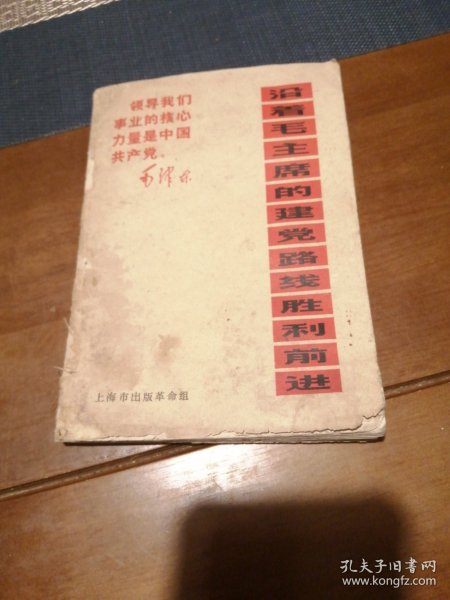 领导我们
事业的核心
力量是中国
共产党。
毛泽东
沿着毛主席的建党路线胜利前进
上海市出版革命组
孔夫子旧书网
www.kongfz.com